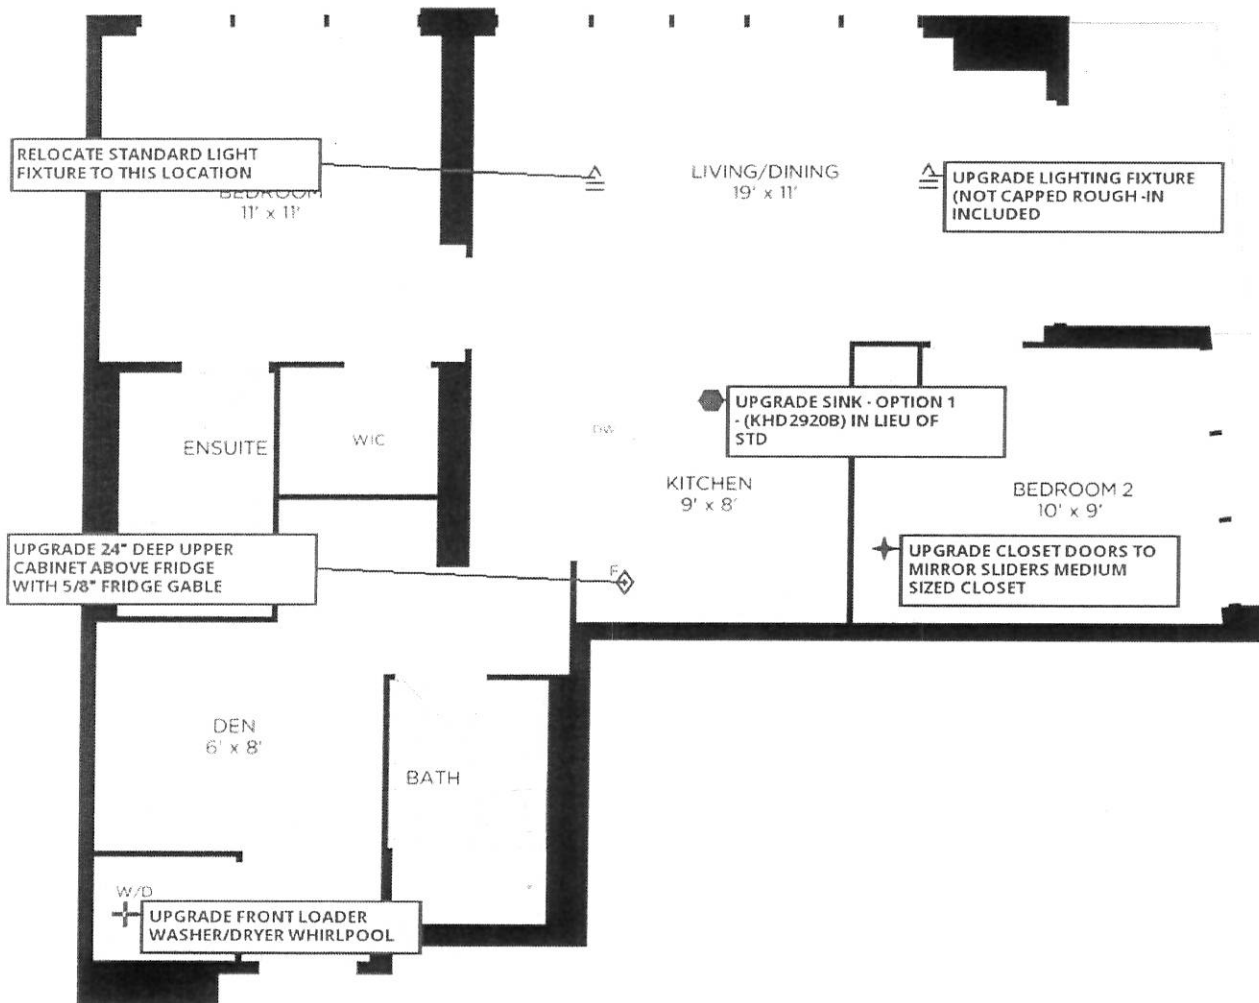 RELOCATE STANDARD LIGHT
FIXTURE TO THIS LOCATION
BEDROOM
11' x 11'
LIVING/DINING
19' x 11'
UPGRADE LIGHTING FIXTURE
(NOT CAPPED ROUGH-IN
INCLUDED
ENSUITE
WIC
DW
UPGRADE SINK - OPTION 1
- (KHD2920B) IN LIEU OF
STD
KITCHEN
9' x 8'
BEDROOM 2
10' x 9'
UPGRADE 24" DEEP UPPER
CABINET ABOVE FRIDGE
WITH 5/8" FRIDGE GABLE
F
UPGRADE CLOSET DOORS TO
MIRROR SLIDERS MEDIUM
SIZED CLOSET
DEN
6' x 8'
BATH
W/D
UPGRADE FRONT LOADER
WASHER/DRYER WHIRLPOOL